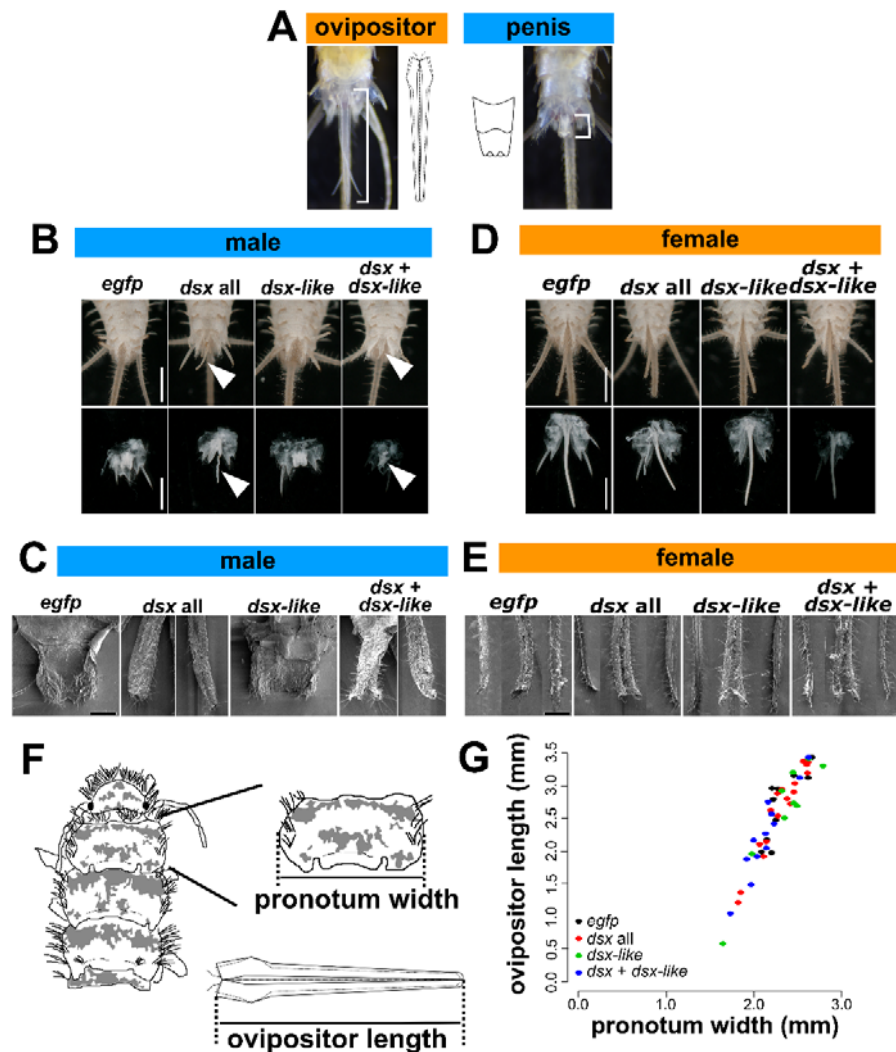 A
ovipositor
penis
B
male
egfp
dsx all
dsx-like
dsx +
dsx-like
D
female
egfp
dsx all
dsx-like
dsx +
dsx-like
C
male
egfp
dsx all
dsx-like
dsx +
dsx-like
E
female
egfp
dsx all
dsx-like
dsx +
dsx-like
F
pronotum width
ovipositor length
G
ovipositor length (mm)
3.5
3.0
2.5
2.0
1.5
1.0
0.5
0.0
egfp
dsx all
dsx-like
dsx + dsx-like
0.0
1.0
2.0
3.0
pronotum width (mm)